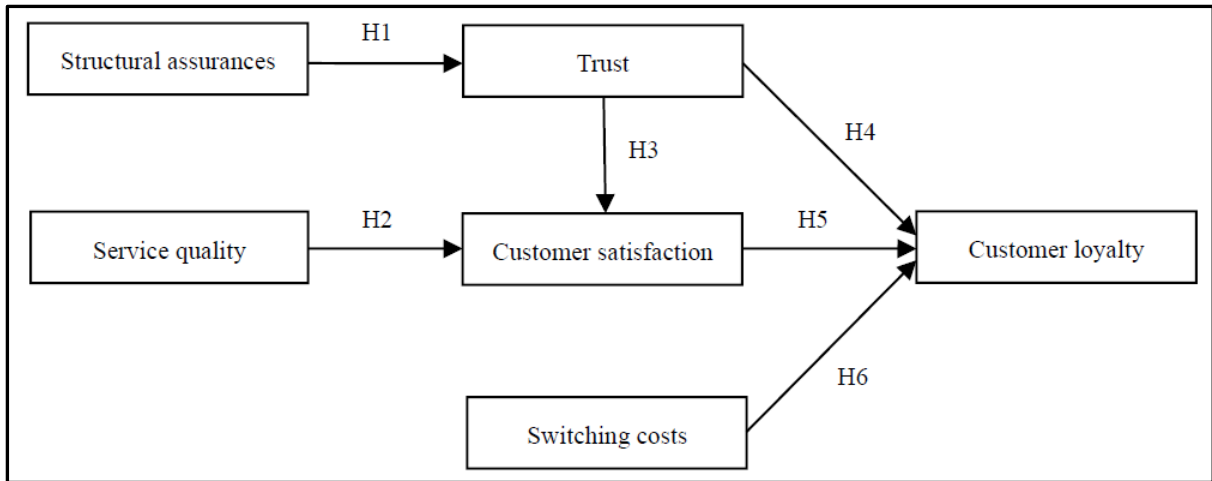 H1
Structural assurances
Trust
H3
H4
H2
H5
Service quality
Customer satisfaction
Customer loyalty
H6
Switching costs